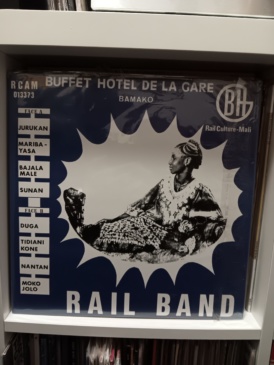 RCAM
013373
BUFFET HOTEL DE LA GARE
BAMAKO
BH
Rail Culture-Mali
FACE A
JURUKAN
MARIBA-
YASA
BAJALA
MALE
SUNAN
FACE B
DUGA
TIDIANI
KONE
NANTAN
MOKO
JOLO
RAIL BAND